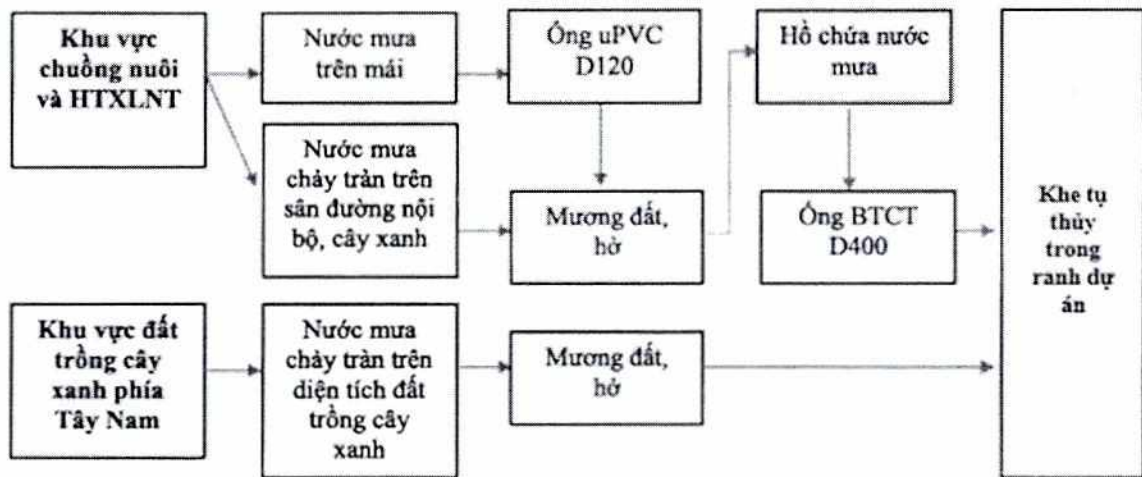 Khu vực
chuồng nuôi
và HTXLNT
Nước mưa
trên mái
Ống uPVC
D120
Hồ chứa nước
mưa
Nước mưa
chảy tràn trên
sân đường nội
bộ, cây xanh
Mương đất,
hở
Ống BTCT
D400
Khe tụ
thủy
trong
ranh dự
án
Khu vực đất
trồng cây
xanh phía
Tây Nam
Nước mưa
chảy tràn trên
diện tích đất
trồng cây
xanh
Mương đất,
hở